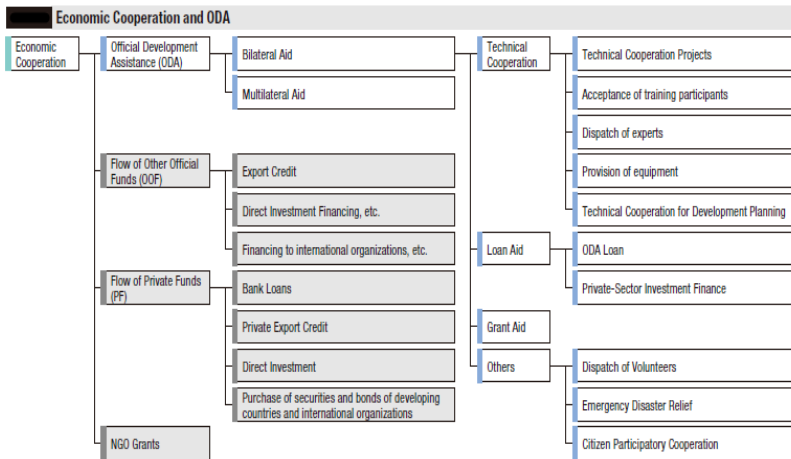 Economic Cooperation and ODA
Economic
Cooperation
Official Development
Assistance (ODA)
Bilateral Aid
Multilateral Aid
Technical
Cooperation
Technical Cooperation Projects
Acceptance of training participants
Dispatch of experts
Provision of equipment
Technical Cooperation for Development Planning
Loan Aid
ODA Loan
Private-Sector Investment Finance
Grant Aid
Others
Dispatch of Volunteers
Emergency Disaster Relief
Citizen Participatory Cooperation
Flow of Other Official
Funds (OOF)
Export Credit
Direct Investment Financing, etc.
Financing to international organizations, etc.
Flow of Private Funds
(PF)
Bank Loans
Private Export Credit
Direct Investment
Purchase of securities and bonds of developing
countries and international organizations
NGO Grants